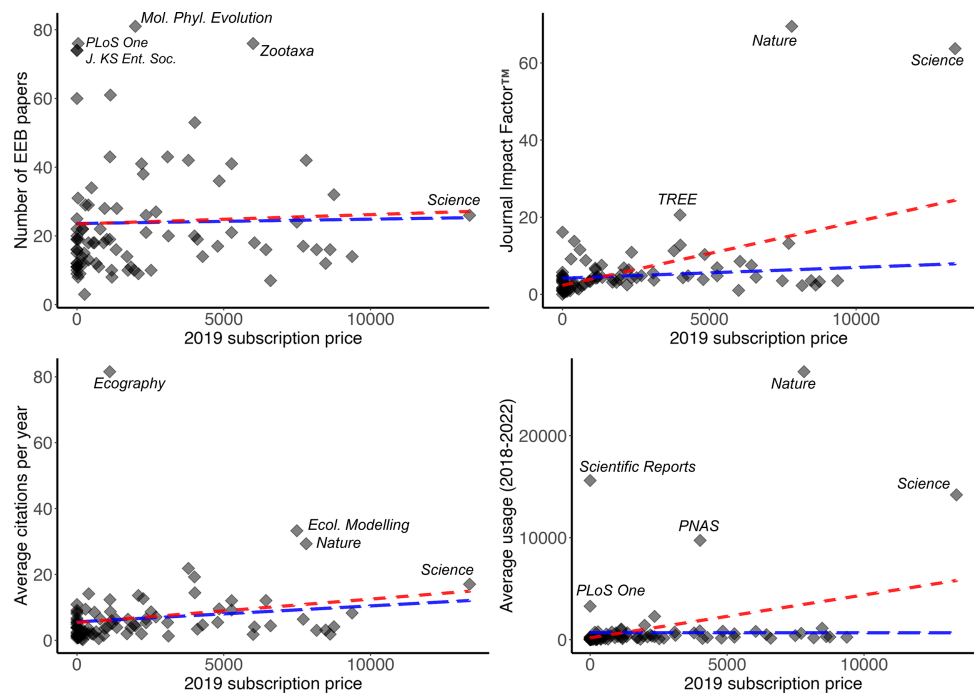 Mol. Phyl. Evolution
80
PLoS One
J. KS Ent. Soc.
Zootaxa
60
40
Science
20
0
Number of EEB papers
0 5000 10000
2019 subscription price
Nature
Science
60
40
TREE
20
0
Journal Impact Factor™
0 5000 10000
2019 subscription price
80
Ecography
60
40
Ecol. Modelling
Nature
20
Science
0
Average citations per year
0 5000 10000
2019 subscription price
Nature
20000
Scientific Reports
Science
10000
PNAS
PLoS One
0
Average usage (2018-2022)
0 5000 10000
2019 subscription price